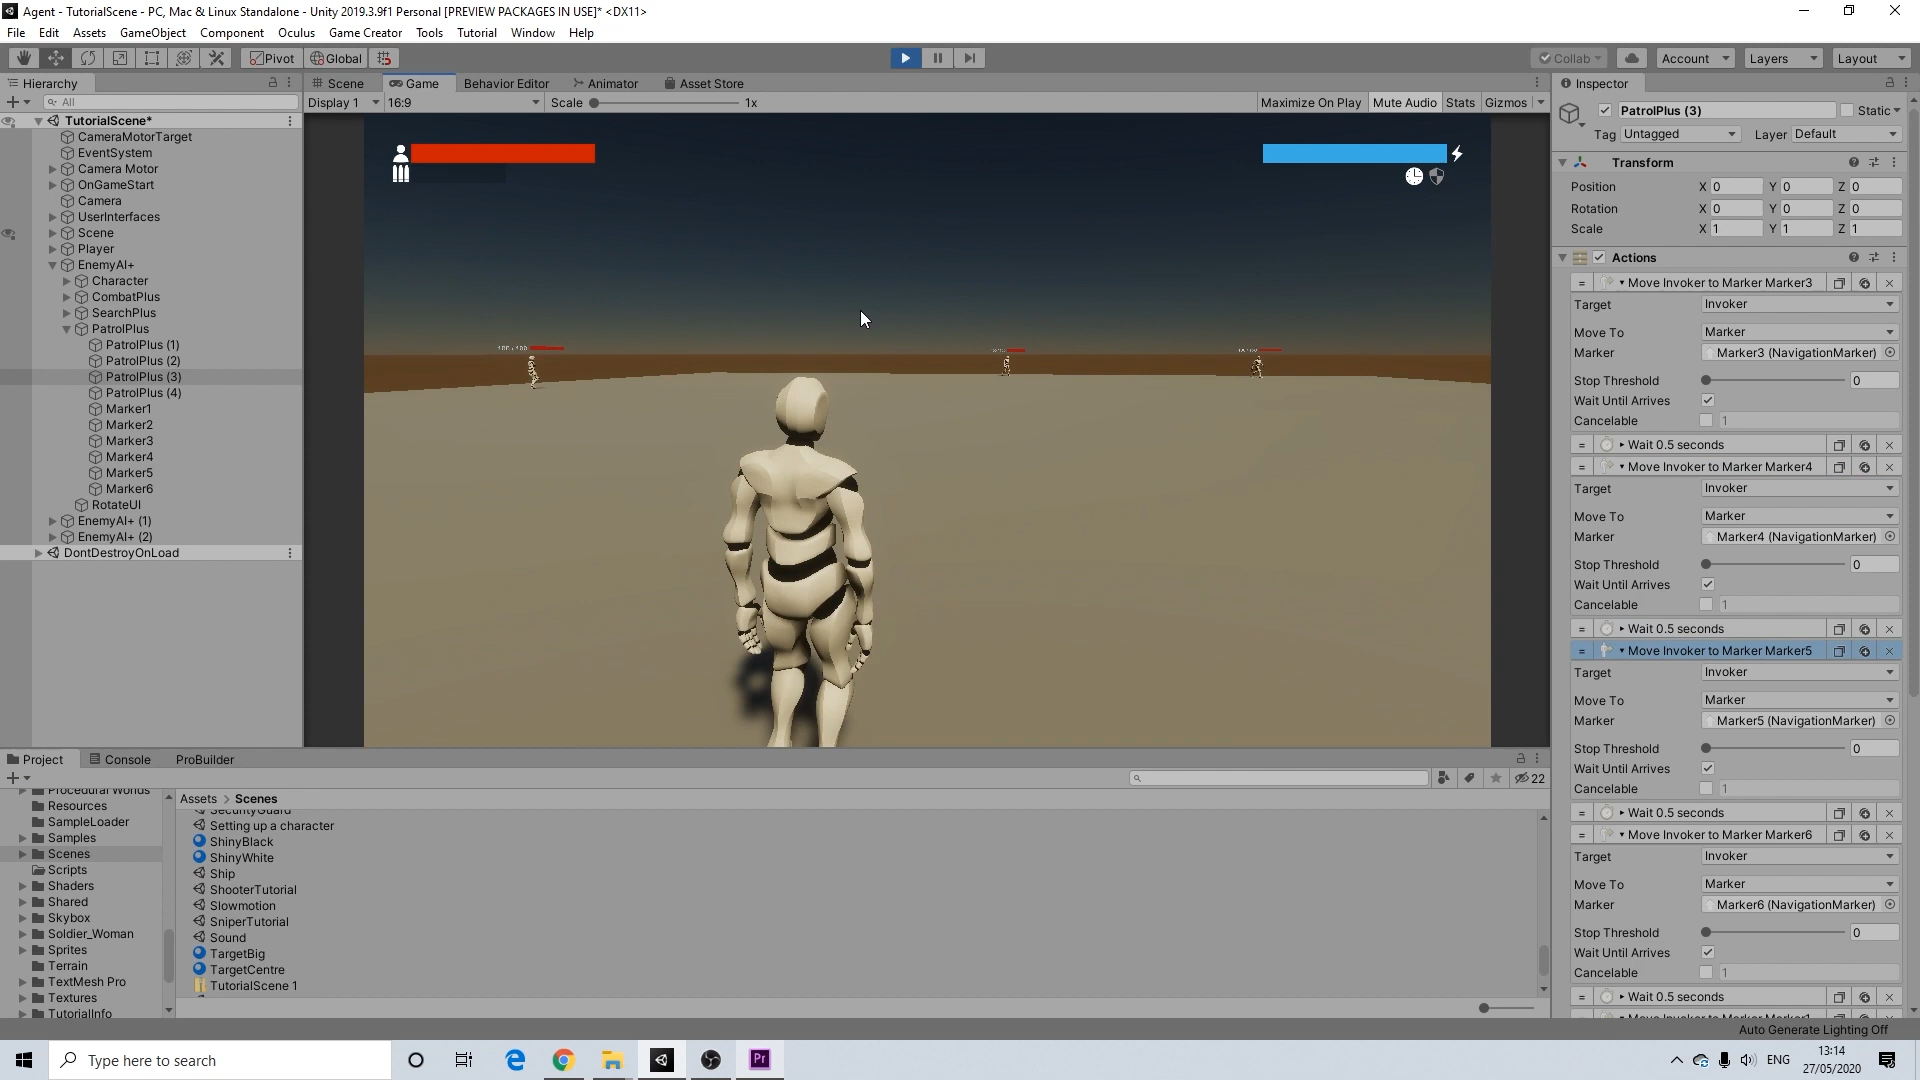 Agent - TutorialScene - PC, Mac & Linux Standalone - Unity 2019.3.9f1 Personal [PREVIEW PACKAGES IN USE]* <DX11>
File Edit Assets GameObject Component Oculus Game Creator Tools Tutorial Window Help
Pivot Global Collab Account Layers Layout
Hierarchy
All
TutorialScene*
CameraMotorTarget
EventSystem
Camera Motor
OnGameStart
Camera
UserInterfaces
Scene
Player
EnemyAI+
Character
CombatPlus
SearchPlus
PatrolPlus
PatrolPlus (1)
PatrolPlus (2)
PatrolPlus (3)
PatrolPlus (4)
Marker1
Marker2
Marker3
Marker4
Marker5
Marker6
RotateUI
EnemyAI+ (1)
EnemyAI+ (2)
DontDestroyOnLoad
Scene Game Behavior Editor Animator Asset Store
Display 1 16:9 Scale 1x Maximize On Play Mute Audio Stats Gizmos
Inspector
PatrolPlus (3) Static
Tag Untagged Layer Default
Transform
Position X 0 Y 0 Z 0
Rotation X 0 Y 0 Z 0
Scale X 1 Y 1 Z 1
Actions
= Move Invoker to Marker Marker3
Target Invoker
Move To Marker
Marker Marker3 (NavigationMarker)
Stop Threshold 0
Wait Until Arrives
Cancelable 1
= Wait 0.5 seconds
= Move Invoker to Marker Marker4
Target Invoker
Move To Marker
Marker Marker4 (NavigationMarker)
Stop Threshold 0
Wait Until Arrives
Cancelable 1
= Wait 0.5 seconds
= Move Invoker to Marker Marker5
Target Invoker
Move To Marker
Marker Marker5 (NavigationMarker)
Stop Threshold 0
Wait Until Arrives
Cancelable 1
= Wait 0.5 seconds
= Move Invoker to Marker Marker6
Target Invoker
Move To Marker
Marker Marker6 (NavigationMarker)
Stop Threshold 0
Wait Until Arrives
Cancelable 1
= Wait 0.5 seconds
Move Invoker to Marker Marker1
Project Console ProBuilder
22
Procedural Worlds
Resources
SampleLoader
Samples
Scenes
Scripts
Shaders
Shared
Skybox
Soldier_Woman
Sprites
Terrain
TextMesh Pro
Textures
TutorialInfo
Assets > Scenes
SecurityGuard
Setting up a character
ShinyBlack
ShinyWhite
Ship
ShooterTutorial
Slowmotion
SniperTutorial
Sound
TargetBig
TargetCentre
TutorialScene 1
Auto Generate Lighting Off
Type here to search
Pr
ENG
13:14
27/05/2020